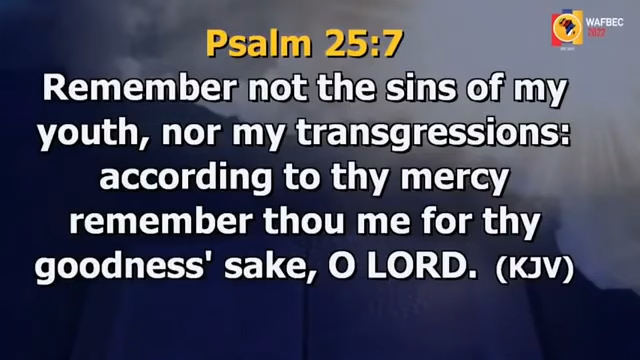 WAFBEC
2022
Psalm 25:7
Remember not the sins of my
youth, nor my transgressions:
according to thy mercy
remember thou me for thy
goodness' sake, O LORD. (KJV)